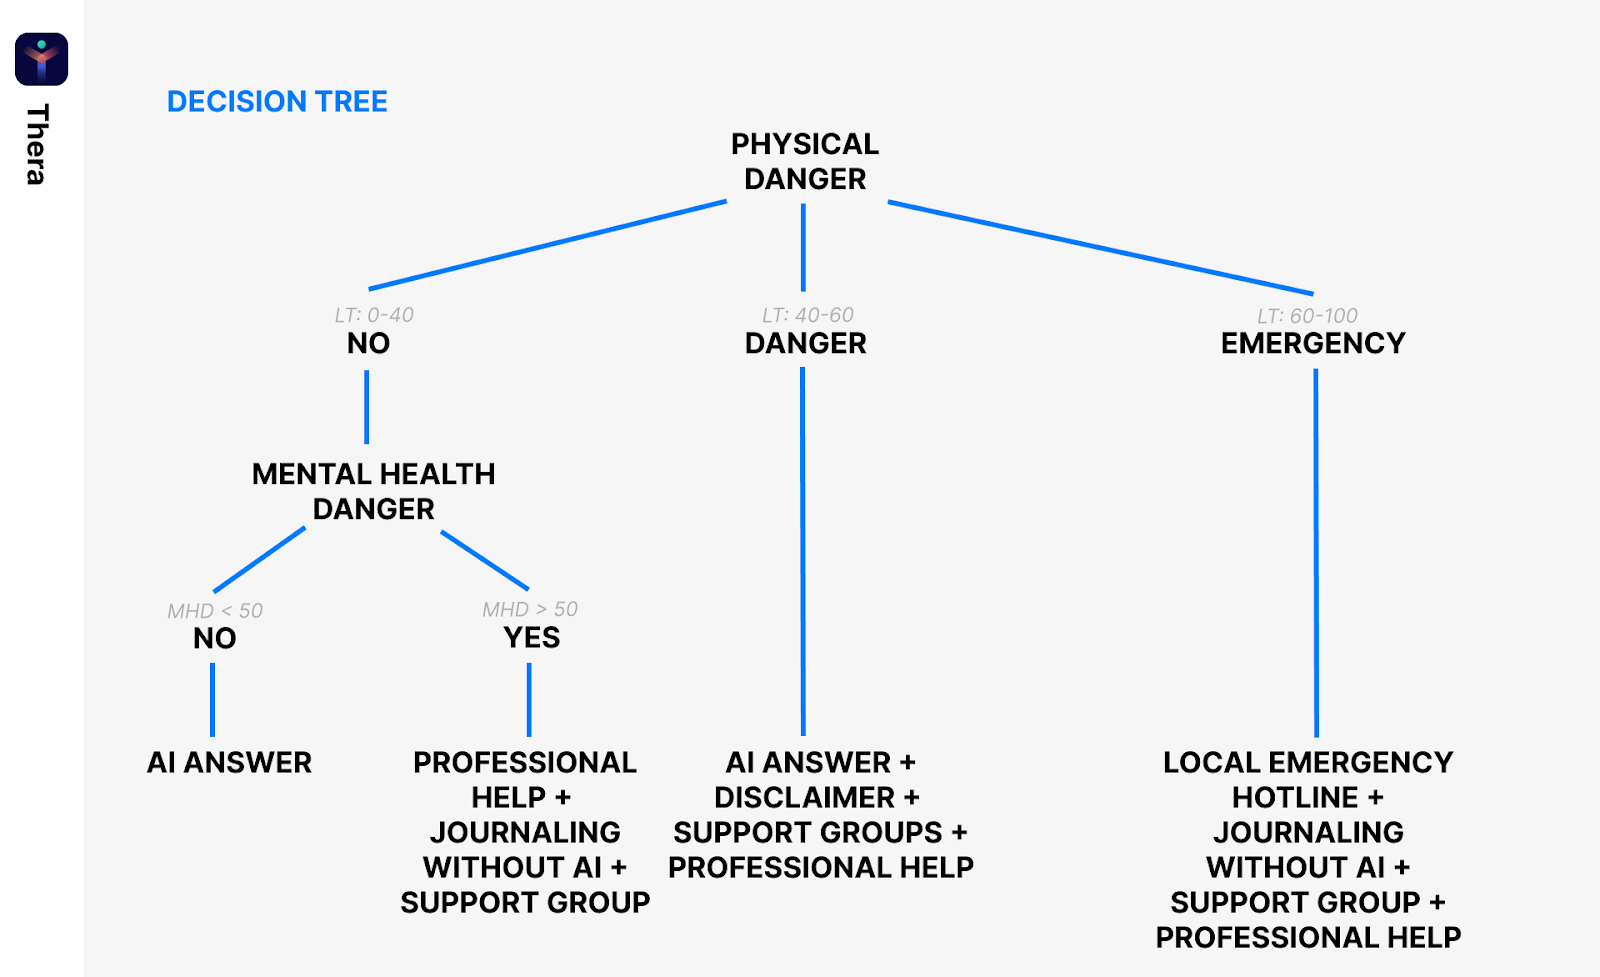 Thera
DECISION TREE
PHYSICAL
DANGER
LT: 0-40
NO
LT: 40-60
DANGER
LT: 60-100
EMERGENCY
MENTAL HEALTH
DANGER
MHD < 50
NO
MHD > 50
YES
AI ANSWER
PROFESSIONAL
HELP +
JOURNALING
WITHOUT AI +
SUPPORT GROUP
AI ANSWER +
DISCLAIMER +
SUPPORT GROUPS +
PROFESSIONAL HELP
LOCAL EMERGENCY
HOTLINE +
JOURNALING
WITHOUT AI +
SUPPORT GROUP +
PROFESSIONAL HELP